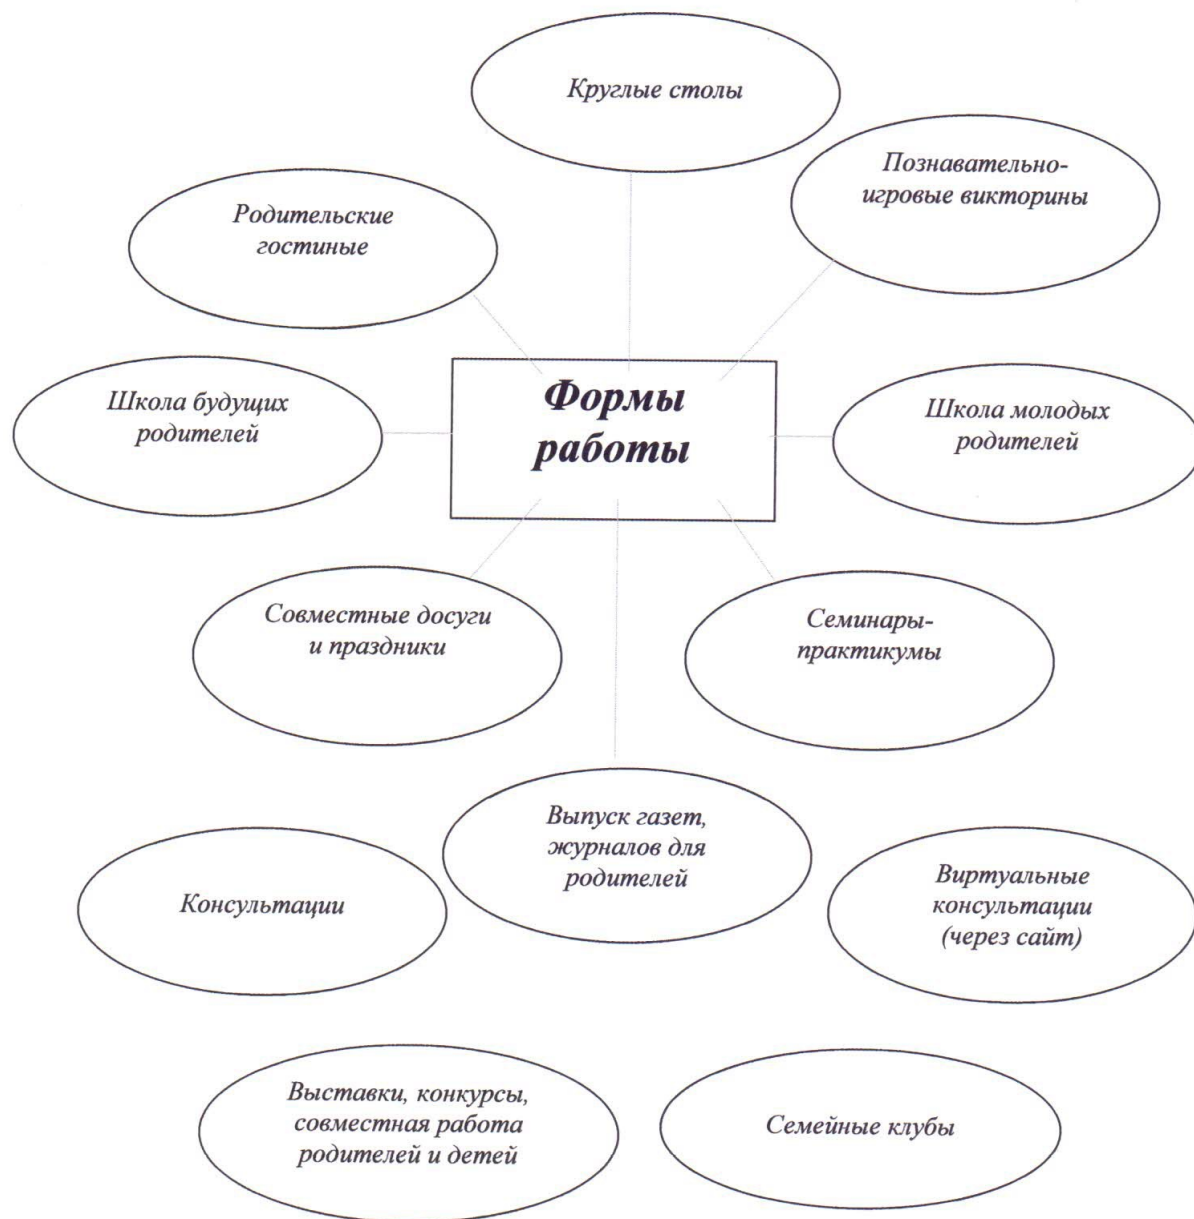 Круглые столы
Познавательно-
игровые викторины
Родительские
гостиные
Школа будущих
родителей
Формы
работы
Школа молодых
родителей
Совместные досуги
и праздники
Семинары-
практикумы
Выпуск газет,
журналов для
родителей
Консультации
Виртуальные
консультации
(через сайт)
Выставки, конкурсы,
совместная работа
родителей и детей
Семейные клубы